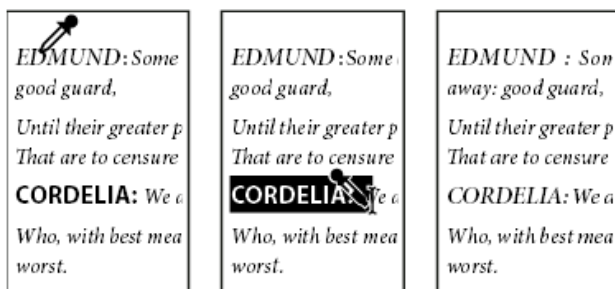 EDMUND: Some
good guard,
Until their greater p
That are to censure
CORDELIA: We a
Who, with best mea
worst.
EDMUND: Some
good guard,
Until their greater p
That are to censure
CORDELIA: We a
Who, with best mea
worst.
EDMUND : Som
away: good guard,
Until their greater p
That are to censure
CORDELIA: We a
Who, with best mea
worst.